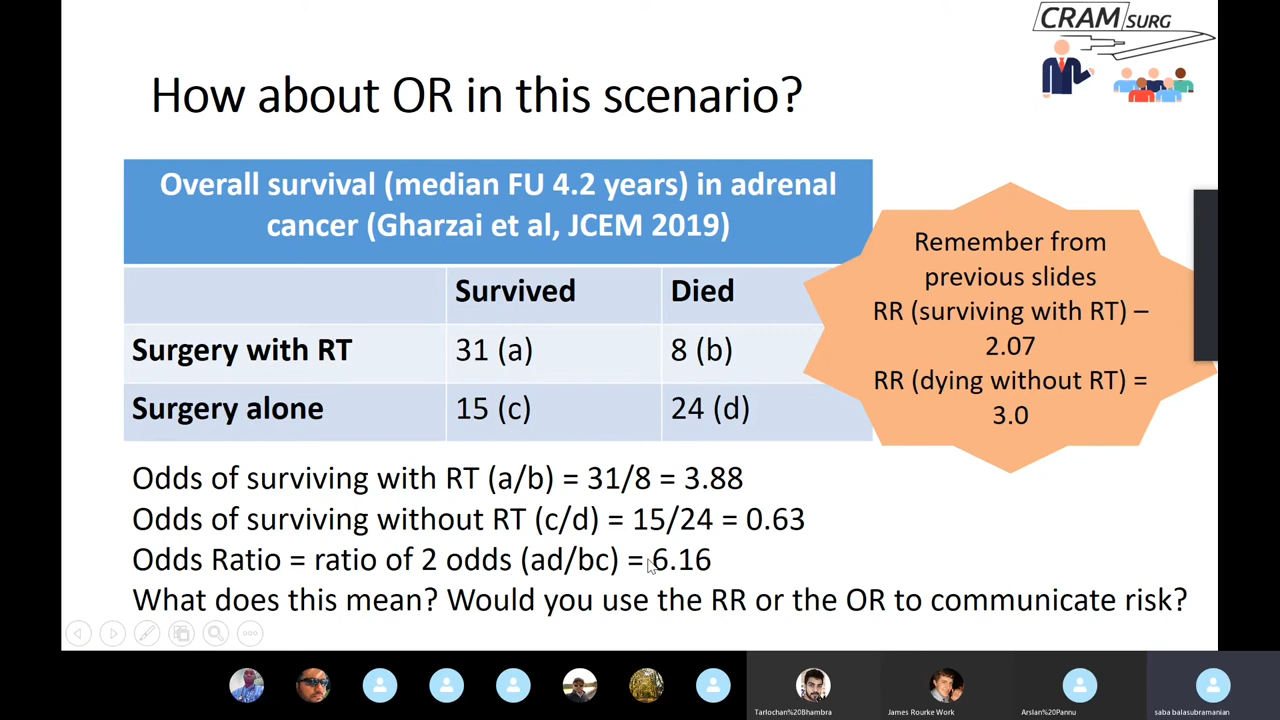 CRAM SURG
How about OR in this scenario?
Overall survival (median FU 4.2 years) in adrenal
cancer (Gharzai et al, JCEM 2019)
Survived Died
Surgery with RT 31 (a) 8 (b)
Surgery alone 15 (c) 24 (d)
Remember from
previous slides
RR (surviving with RT) –
2.07
RR (dying without RT) =
3.0
Odds of surviving with RT (a/b) = 31/8 = 3.88
Odds of surviving without RT (c/d) = 15/24 = 0.63
Odds Ratio = ratio of 2 odds (ad/bc) = 6.16
What does this mean? Would you use the RR or the OR to communicate risk?
Tarlochan%20Bhambra
James Rourke Work
Arslan%20Pannu
saba balasubramanian